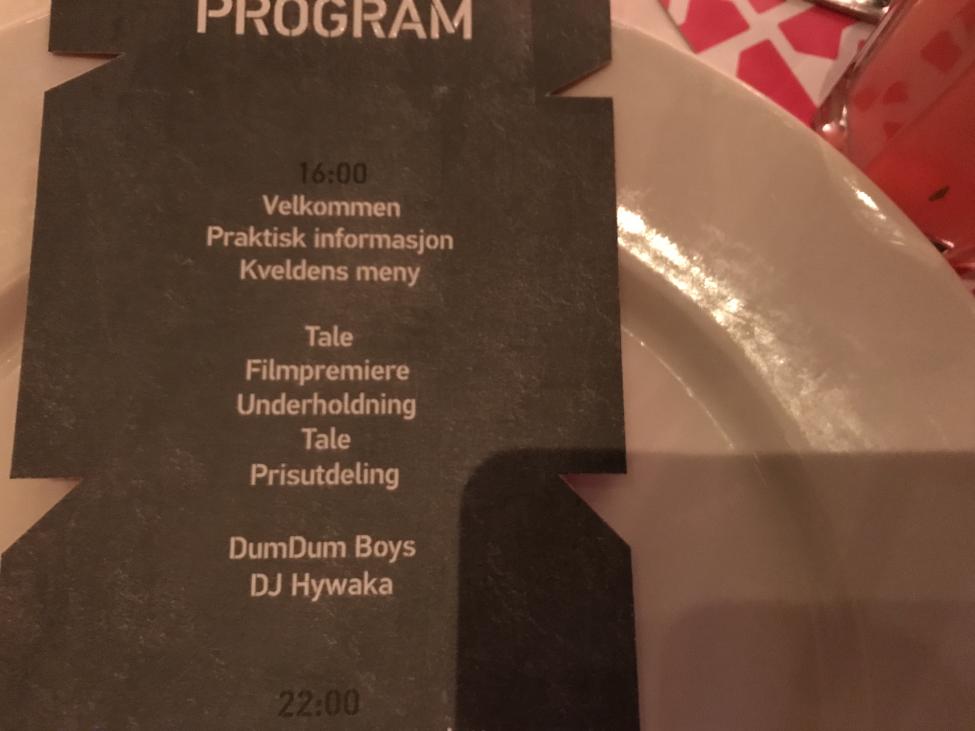 PROGRAM
16:00
Velkommen
Praktisk informasjon
Kveldens meny
Tale
Filmpremiere
Underholdning
Tale
Prisutdeling
DumDum Boys
DJ Hywaka
22:00